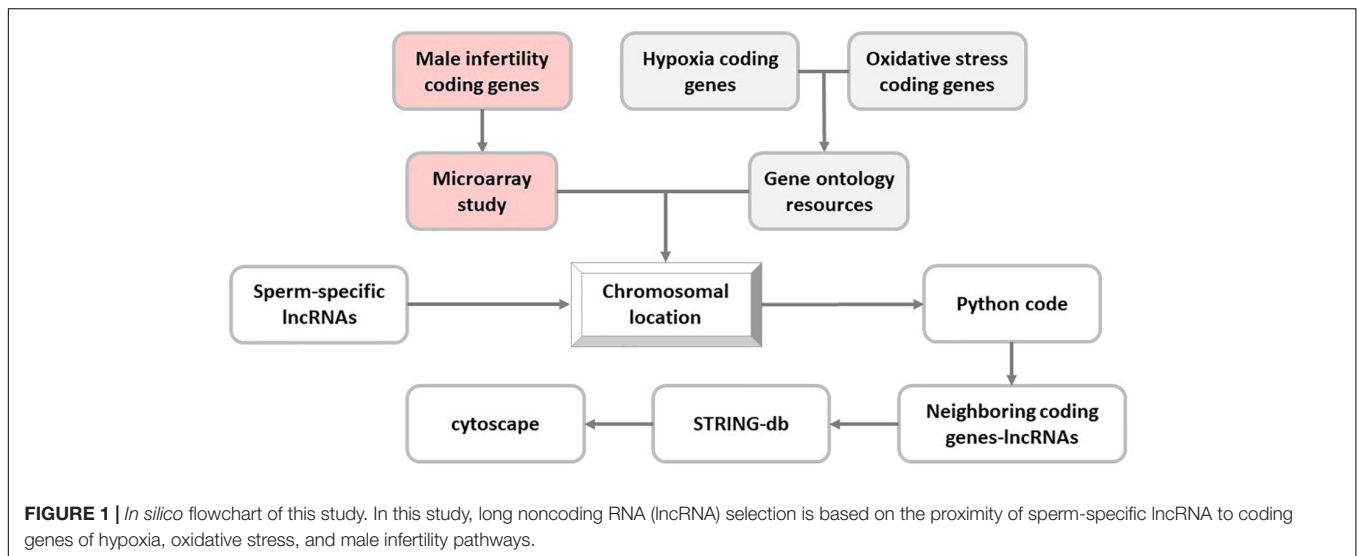 Male infertility
coding genes
Hypoxia coding
genes
Oxidative stress
coding genes
Microarray
study
Gene ontology
resources
Sperm-specific
lncRNAs
Chromosomal
location
Python code
cytoscape
STRING-db
Neighboring coding
genes-lncRNAs
FIGURE 1 | In silico flowchart of this study. In this study, long noncoding RNA (lncRNA) selection is based on the proximity of sperm-specific lncRNA to coding
genes of hypoxia, oxidative stress, and male infertility pathways.